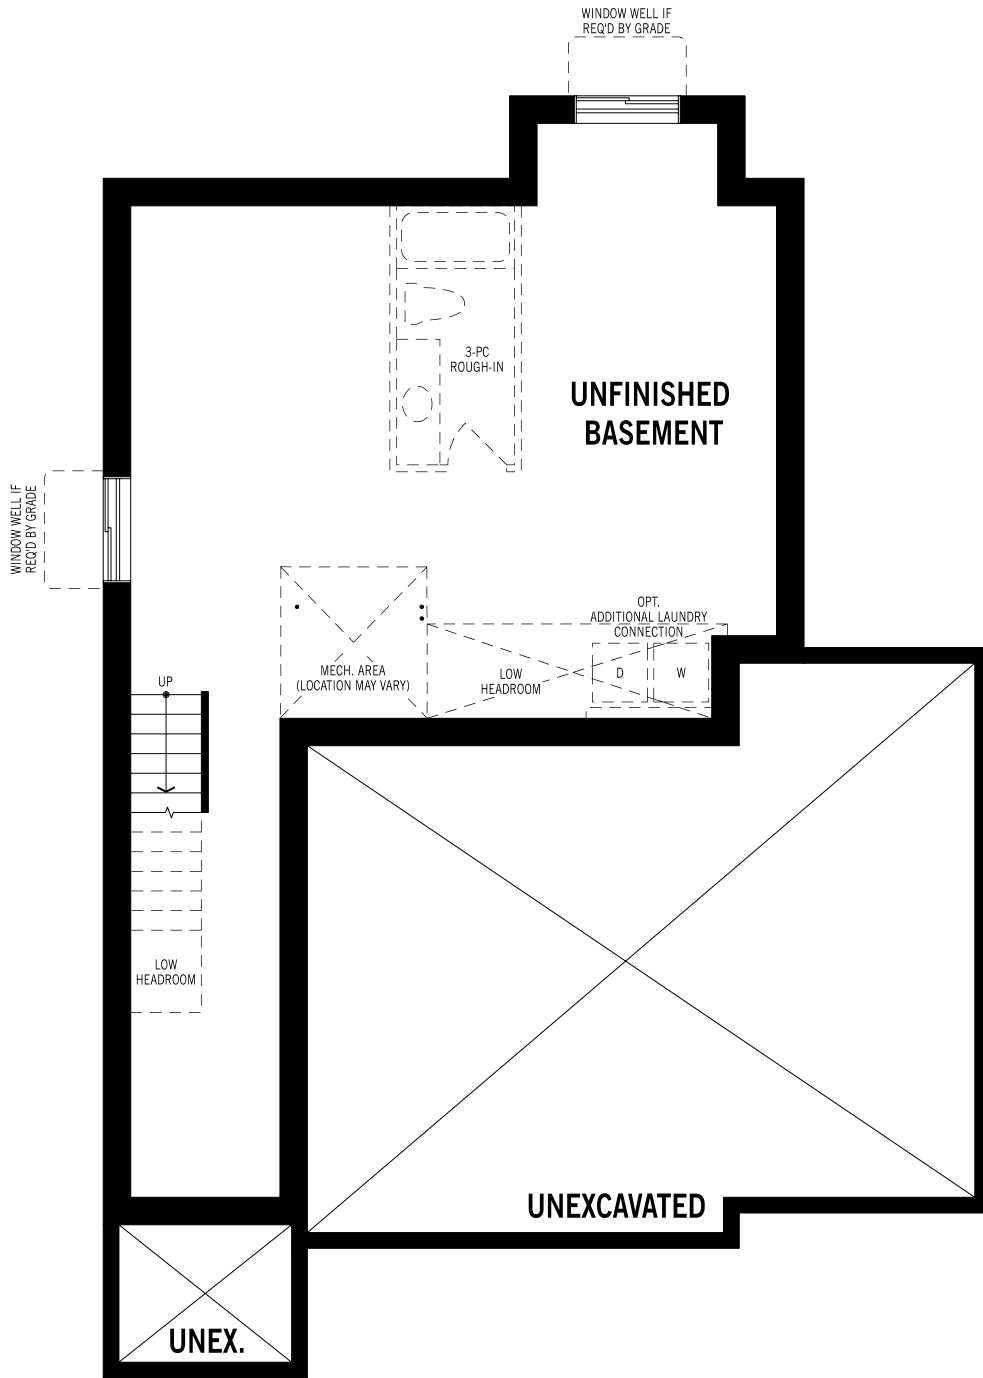 WINDOW WELL IF
REQ'D BY GRADE
3-PC
ROUGH-IN
UNFINISHED
BASEMENT
WINDOW WELL IF
REQ'D BY GRADE
OPT.
ADDITIONAL LAUNDRY
CONNECTION
MECH. AREA
(LOCATION MAY VARY)
LOW
HEADROOM
D
W
UP
LOW
HEADROOM
UNEXCAVATED
UNEX.